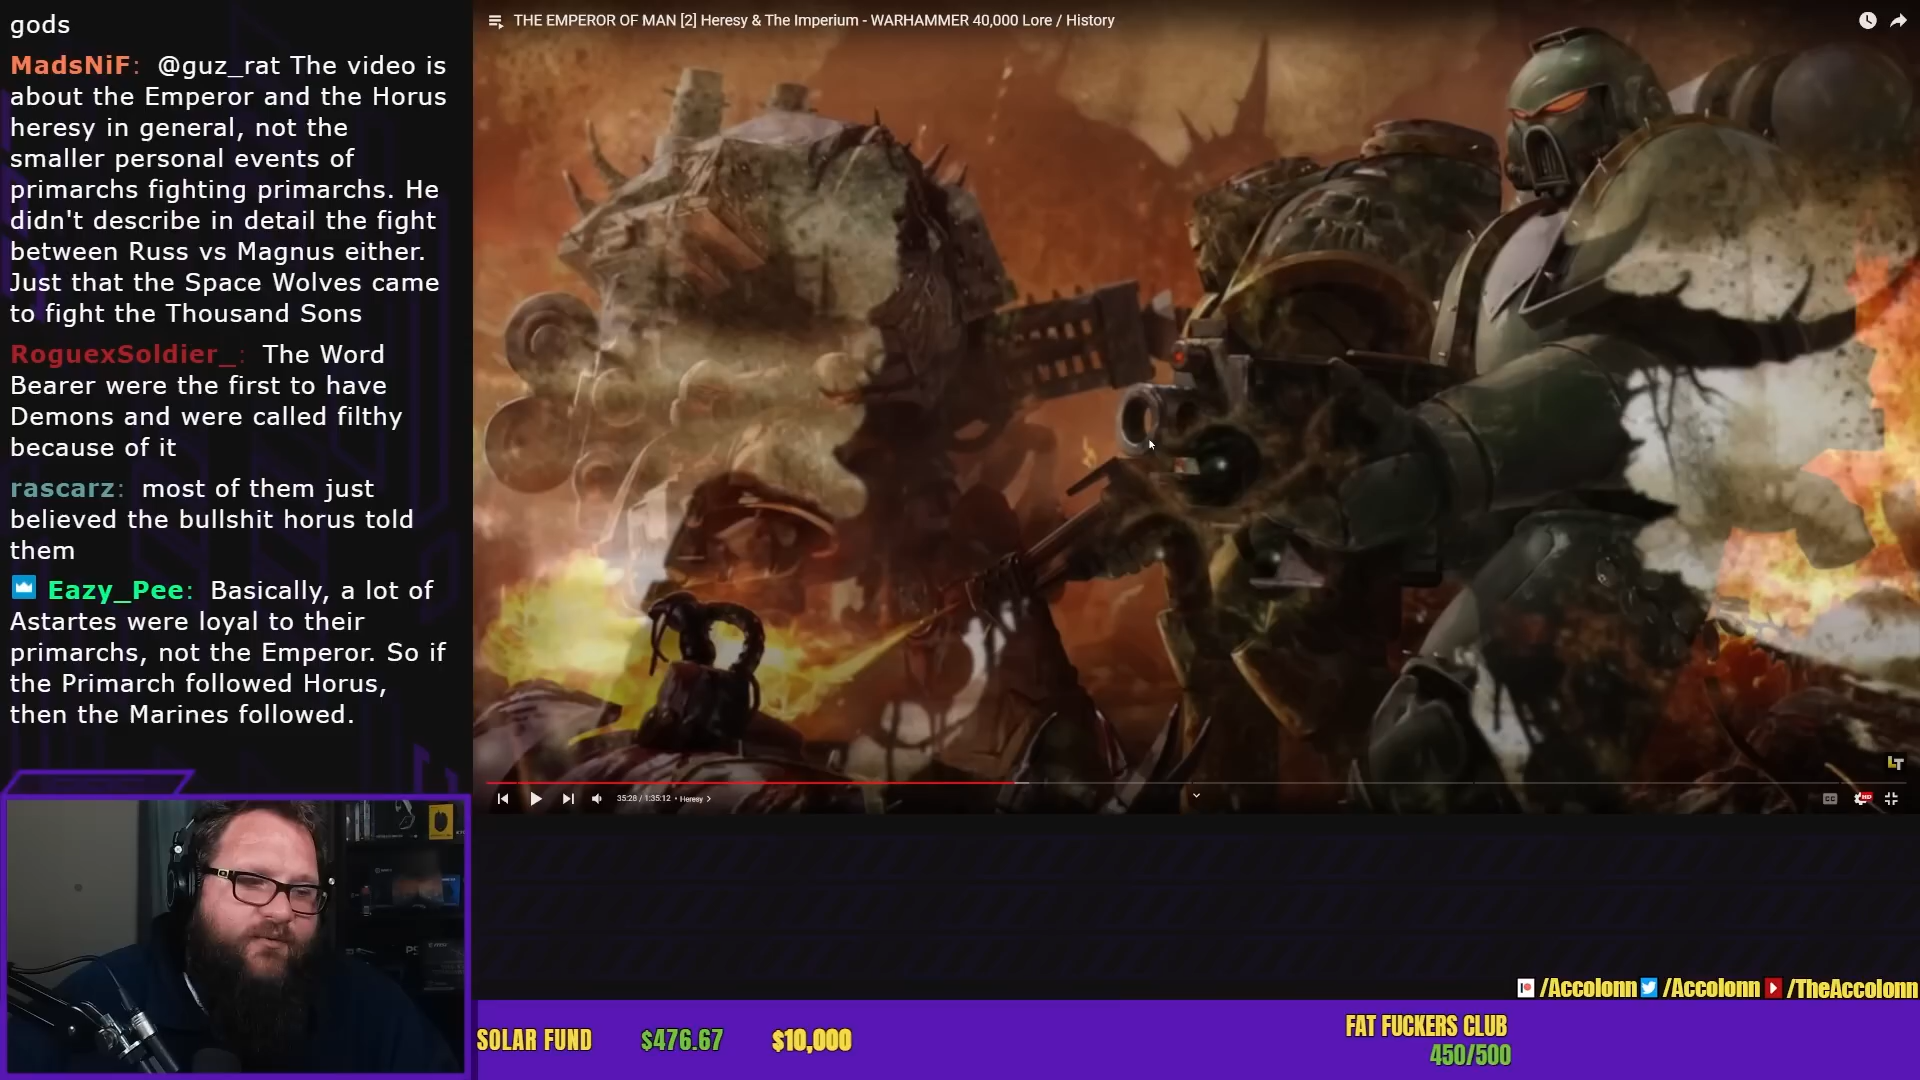 gods
MadsNiF: @guz_rat The video is
about the Emperor and the Horus
heresy in general, not the
smaller personal events of
primarchs fighting primarchs. He
didn't describe in detail the fight
between Russ vs Magnus either.
Just that the Space Wolves came
to fight the Thousand Sons
RoguexSoldier_: The Word
Bearer were the first to have
Demons and were called filthy
because of it
rascarz: most of them just
believed the bullshit horus told
them
Eazy_Pee: Basically, a lot of
Astartes were loyal to their
primarchs, not the Emperor. So if
the Primarch followed Horus,
then the Marines followed.
THE EMPEROR OF MAN [2] Heresy & The Imperium - WARHAMMER 40,000 Lore / History
LT
35:28 / 1:35:12 • Heresy >
CC
HD
/Accolonn /Accolonn /TheAccolonn
SOLAR FUND $476.67 $10,000
FAT FUCKERS CLUB
450/500